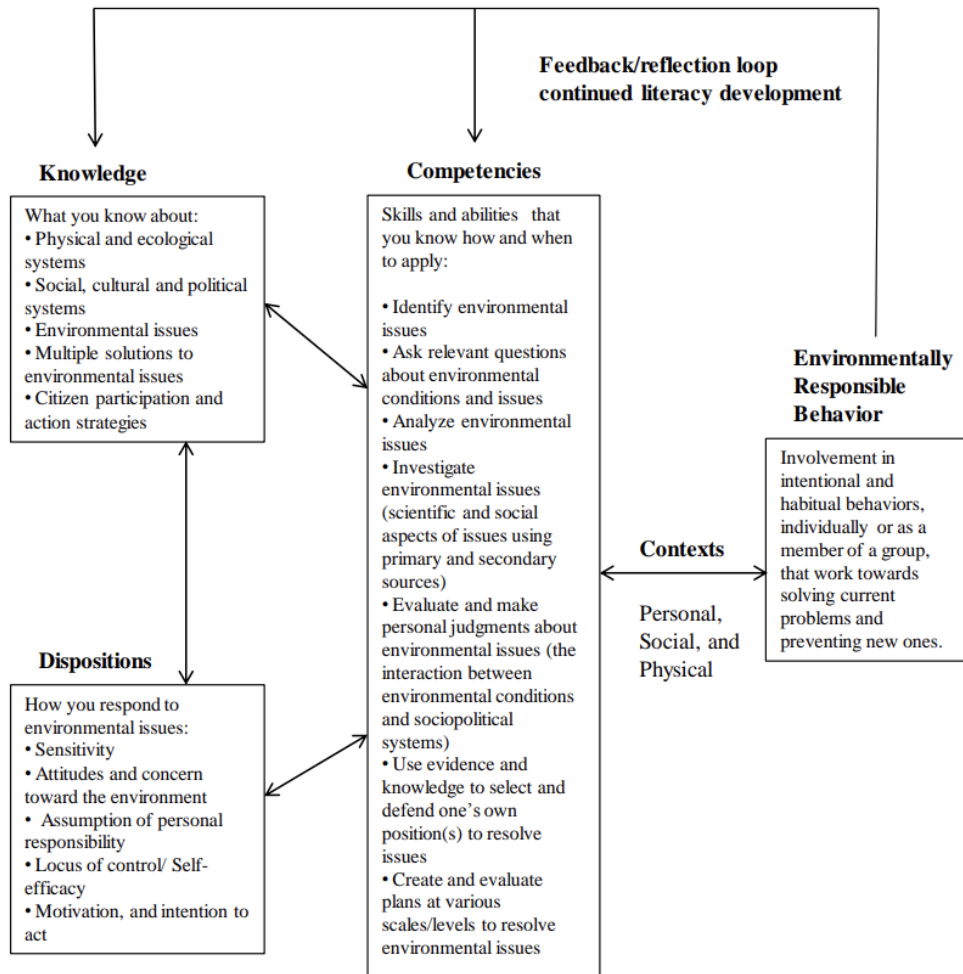 Feedback/reflection loop
continued literacy development
Knowledge
What you know about:
• Physical and ecological
systems
• Social, cultural and political
systems
• Environmental issues
• Multiple solutions to
environmental issues
• Citizen participation and
action strategies
Dispositions
How you respond to
environmental issues:
• Sensitivity
• Attitudes and concern
toward the environment
• Assumption of personal
responsibility
• Locus of control/ Self-
efficacy
• Motivation, and intention to
act
Competencies
Skills and abilities that
you know how and when
to apply:
• Identify environmental
issues
• Ask relevant questions
about environmental
conditions and issues
• Analyze environmental
issues
• Investigate
environmental issues
(scientific and social
aspects of issues using
primary and secondary
sources)
• Evaluate and make
personal judgments about
environmental issues (the
interaction between
environmental conditions
and sociopolitical
systems)
• Use evidence and
knowledge to select and
defend one’s own
position(s) to resolve
issues
• Create and evaluate
plans at various
scales/levels to resolve
environmental issues
Contexts
Personal,
Social, and
Physical
Environmentally
Responsible
Behavior
Involvement in
intentional and
habitual behaviors,
individually or as a
member of a group,
that work towards
solving current
problems and
preventing new ones.